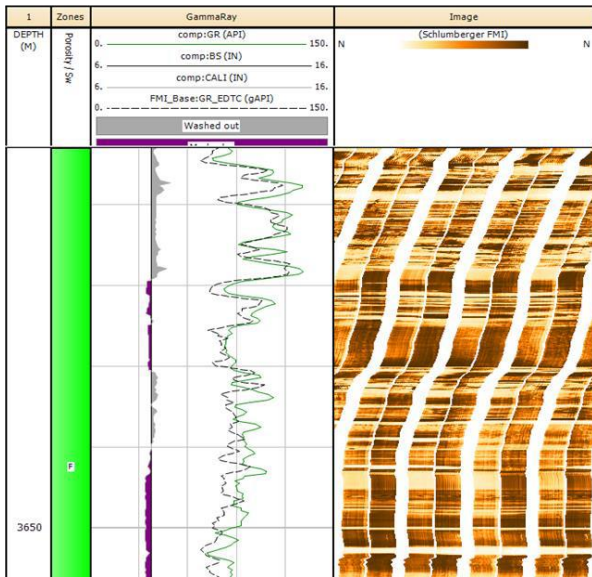 1
Zones
GammaRay
Image
DEPTH
(M)
Porosity / Sw
comp:GR (API)
0. 150.
comp:BS (IN)
6. 16.
comp:CALI (IN)
6. 16.
FMI_Base:GR_EDTC (gAPI)
0. 150.
Washed out
(Schlumberger FMI)
N N
F
3650